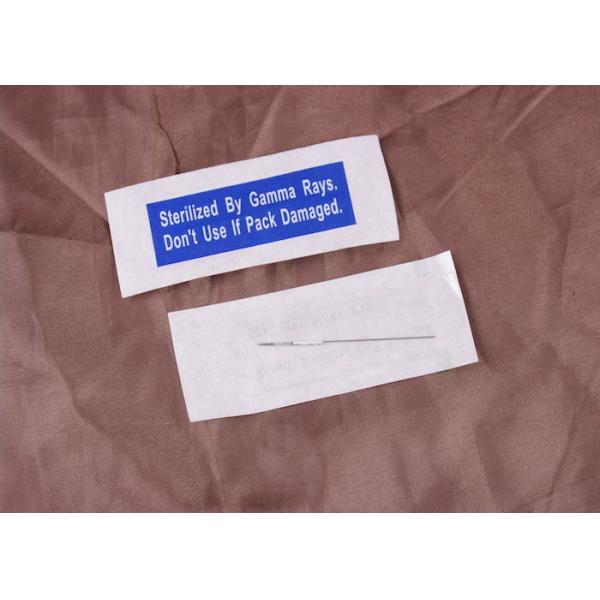 Sterilized By Gamma Rays.
Don't Use If Pack Damaged.